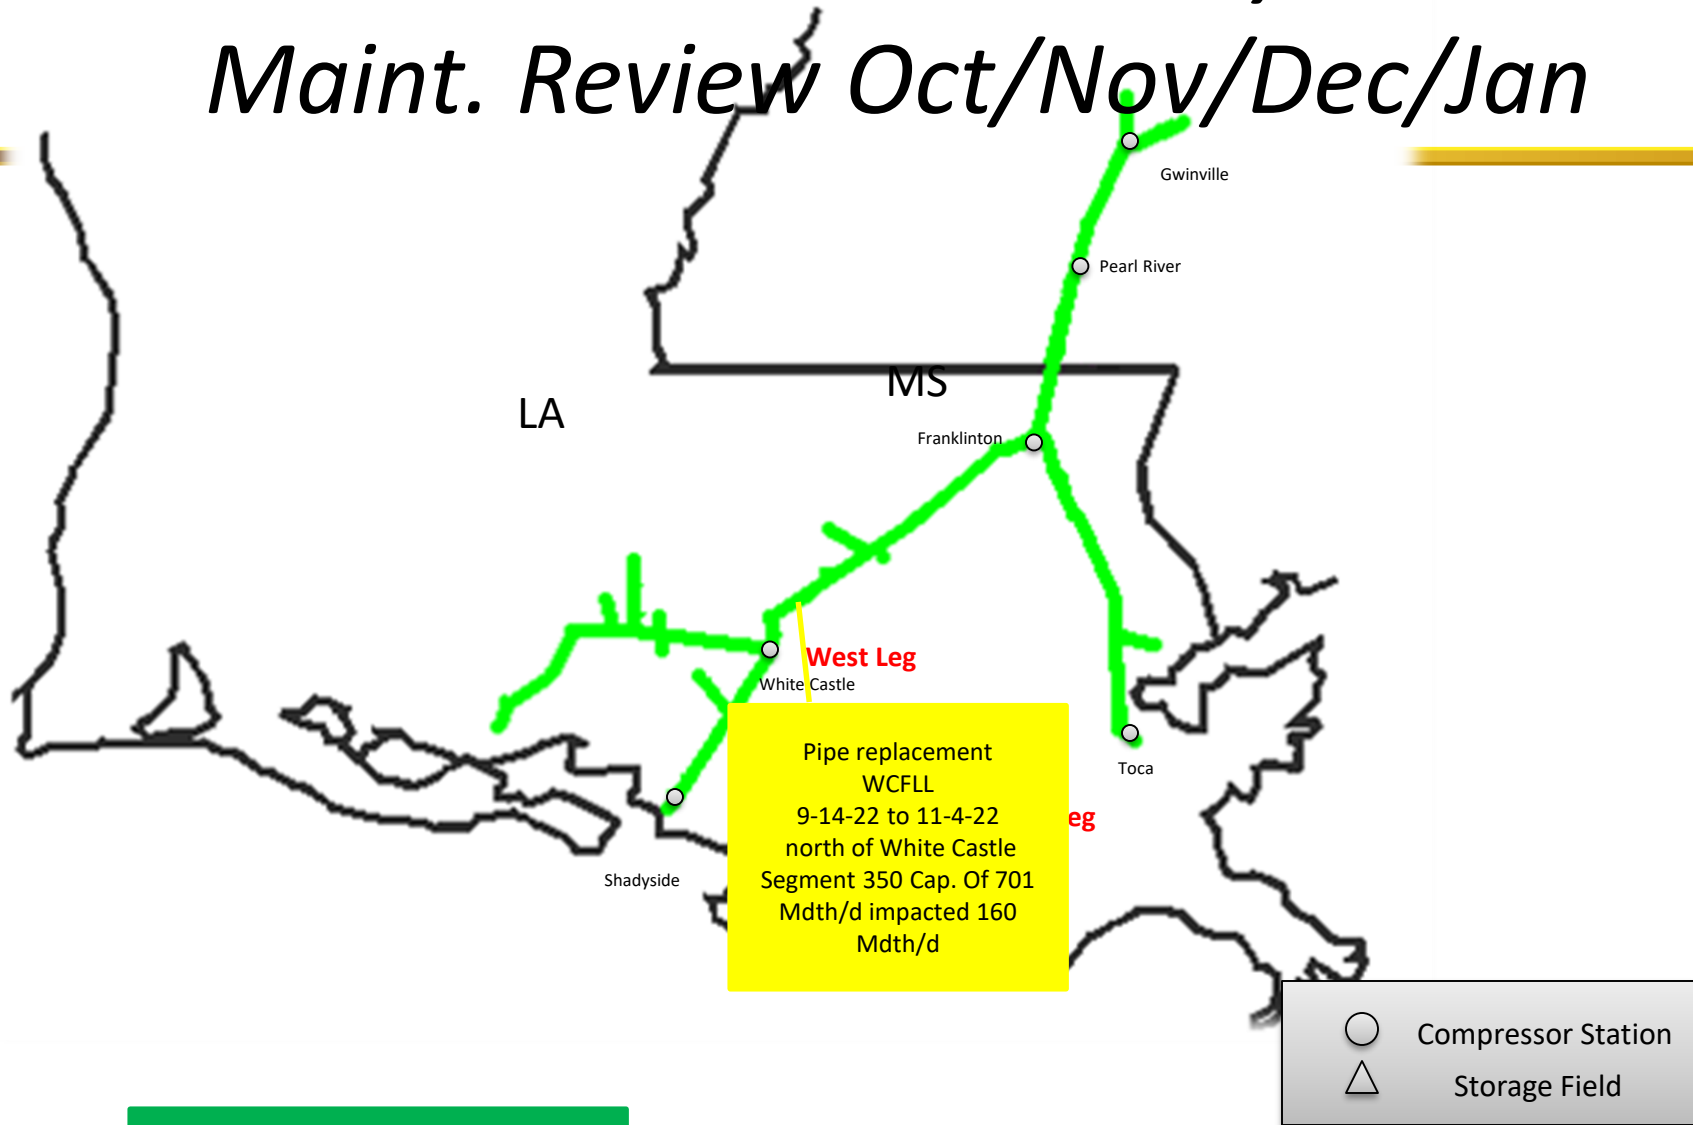 Maint. Review Oct/Nov/Dec/Jan
Gwinville
Pearl River
MS
LA
Franklinton
West Leg
White Castle
Pipe replacement
WCFLL
9-14-22 to 11-4-22
north of White Castle
Segment 350 Cap. Of 701
Mdth/d impacted 160
Mdth/d
Toca
eg
Shadyside
Compressor Station
Storage Field